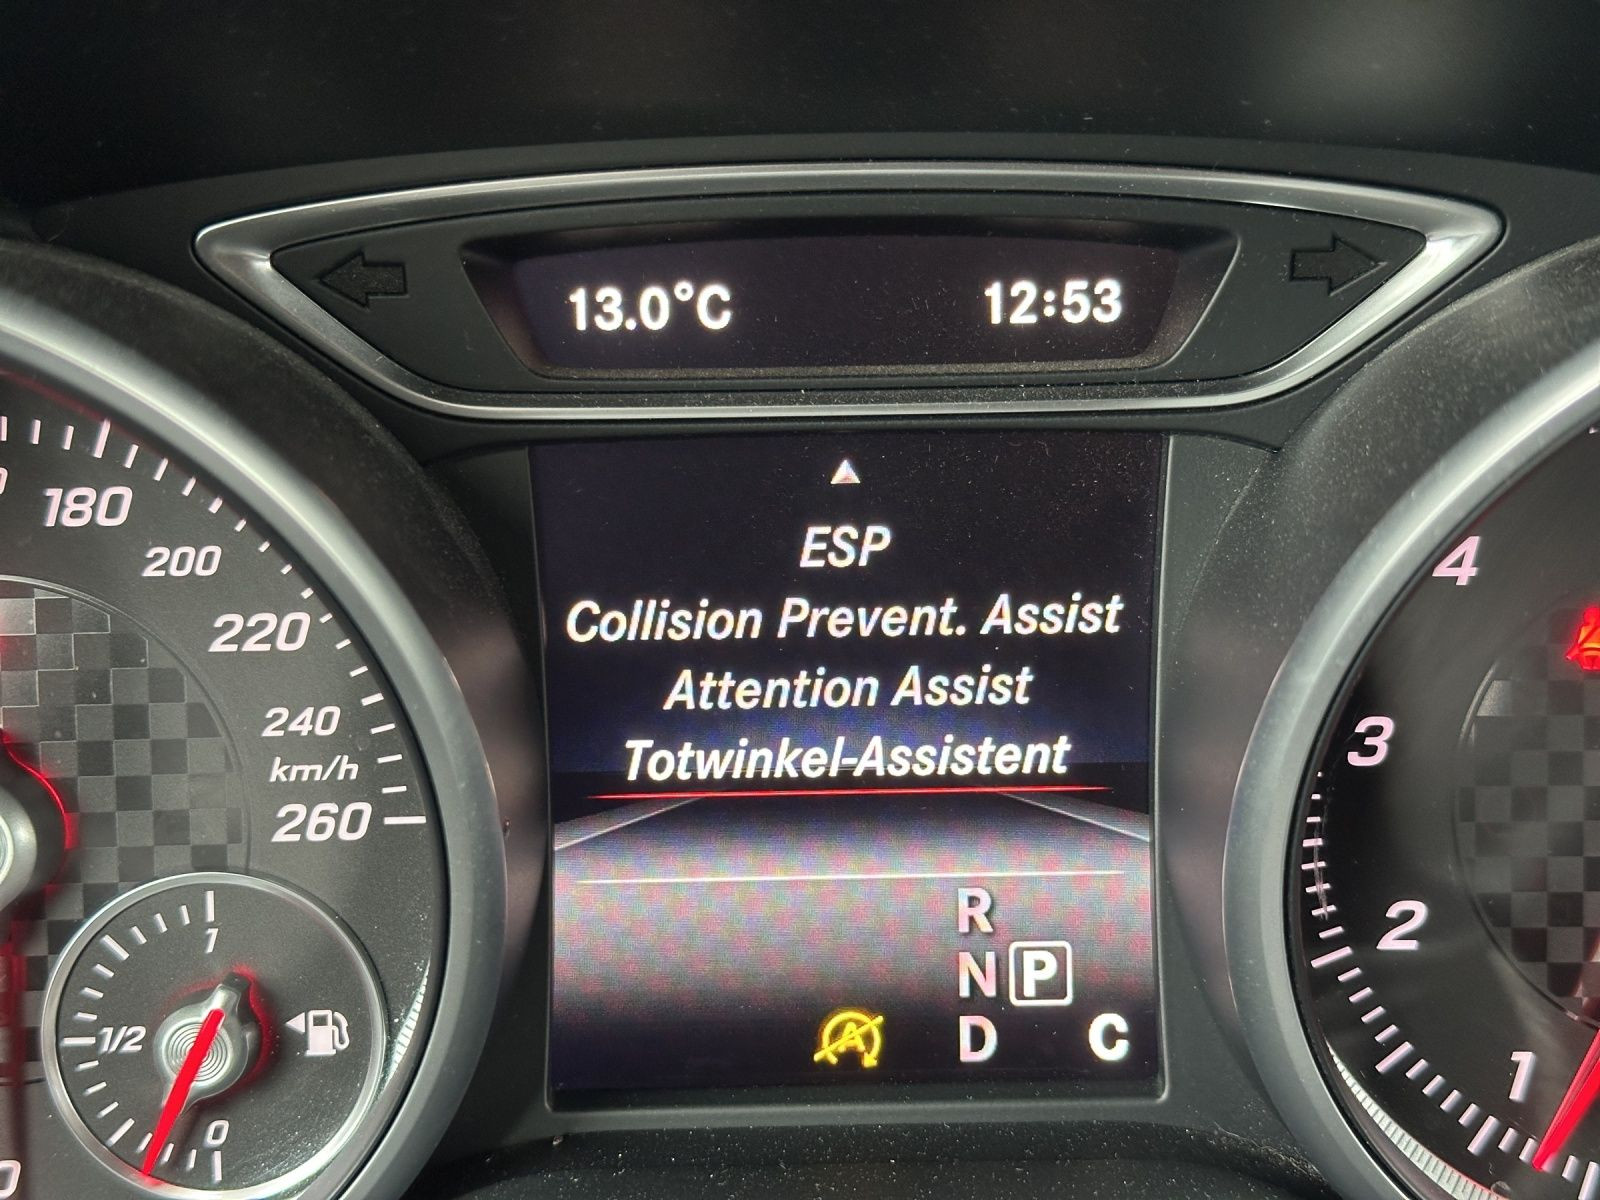 13.0°C 12:53
ESP
Collision Prevent. Assist
Attention Assist
Totwinkel-Assistent
R
N P
D C
180
200
220
240
km/h
260
1
1/2
0
4
3
2
1